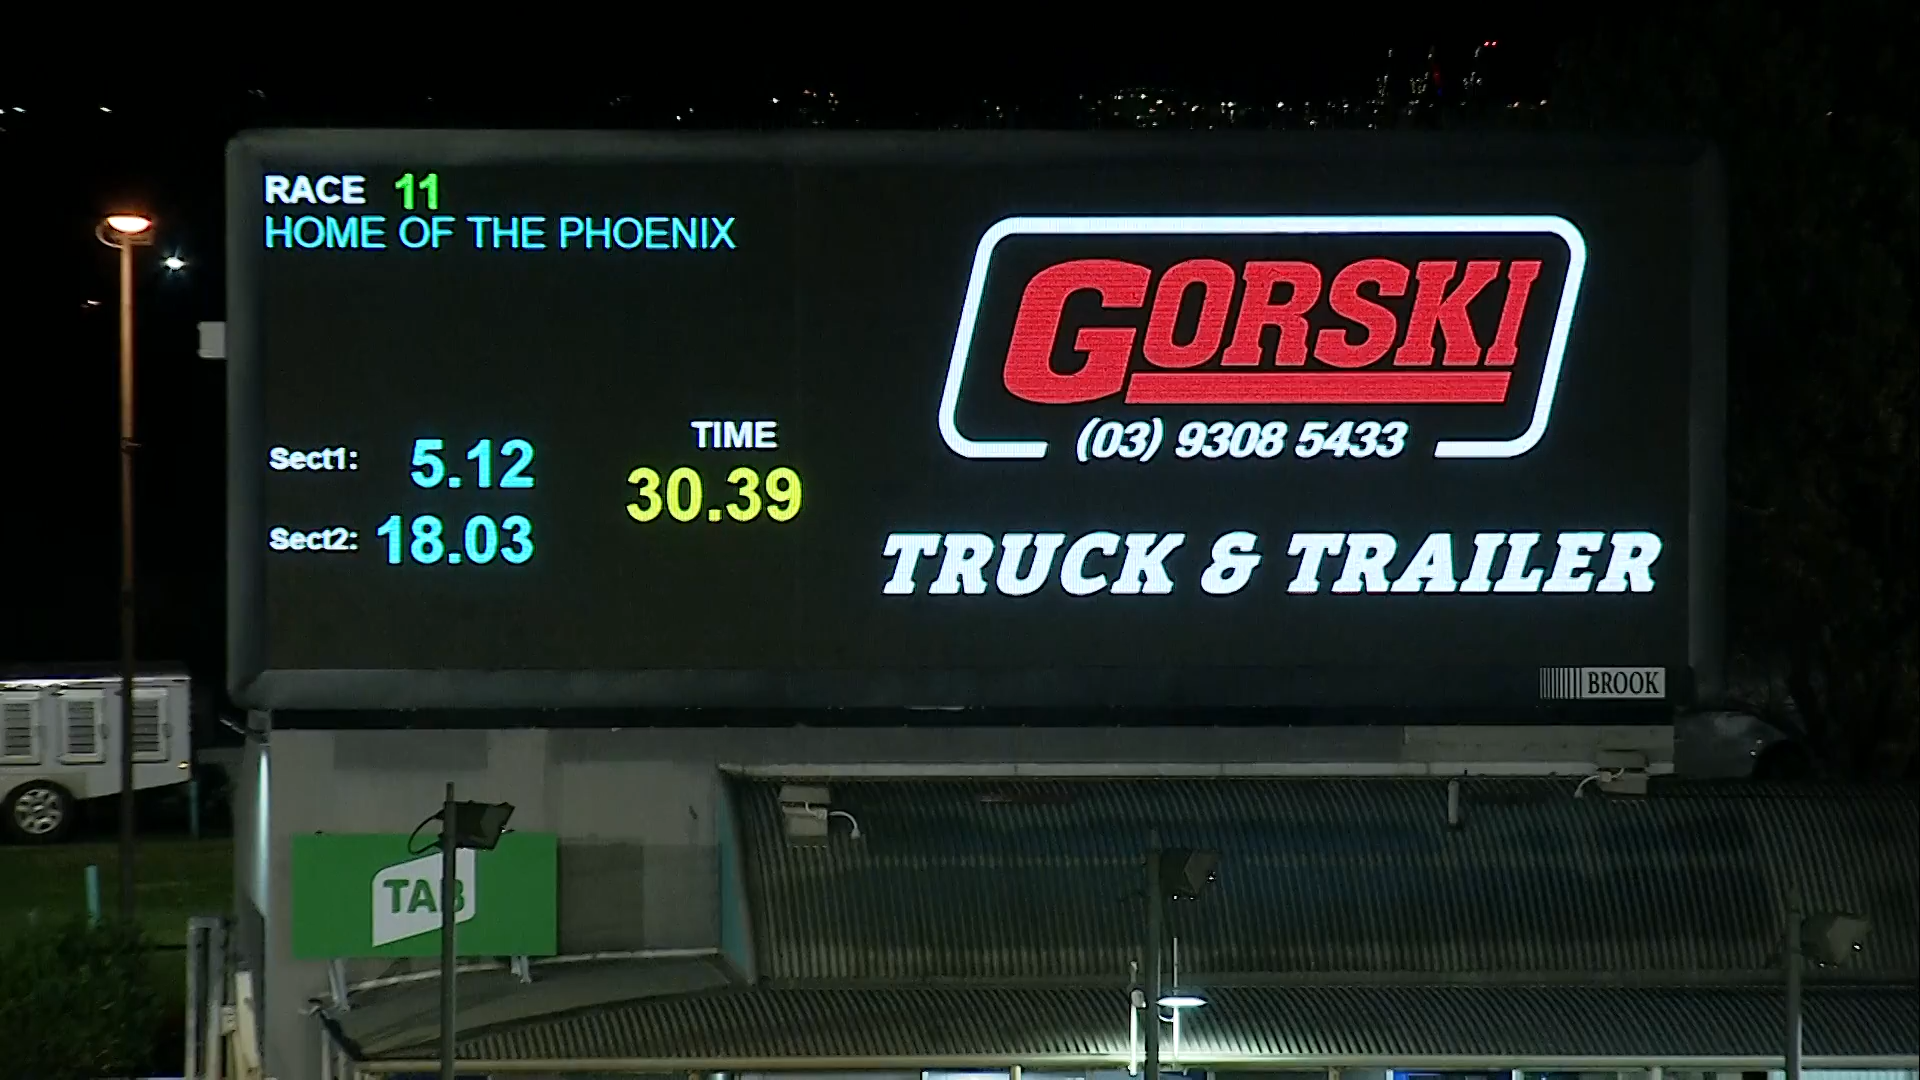 RACE 11
HOME OF THE PHOENIX
Sect1: 5.12
Sect2: 18.03
TIME
30.39
GORSKI
(03) 9308 5433
TRUCK & TRAILER
BROOK
TAB